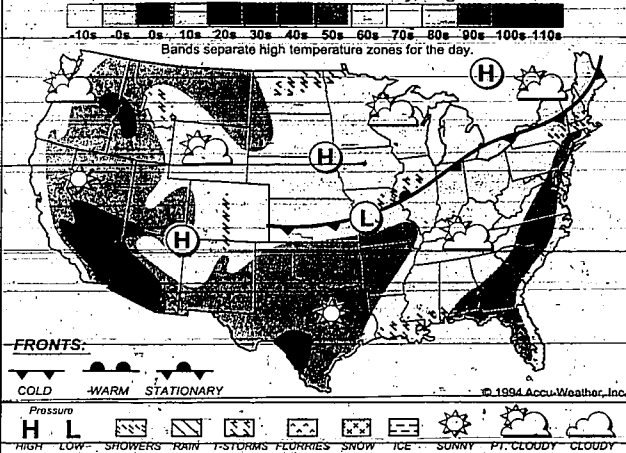 -10s -0s 0s 10s 20s 30s 40s 50s 60s 70s 80s 90s 100s 110s
Bands separate high temperature zones for the day.
H
H
L
H
FRONTS:
COLD WARM STATIONARY
© 1994 Accu-Weather, Inc.
Pressure
H L
HIGH LOW SHOWERS RAIN T-STORMS FLURRIES SNOW ICE SUNNY PT. CLOUDY CLOUDY